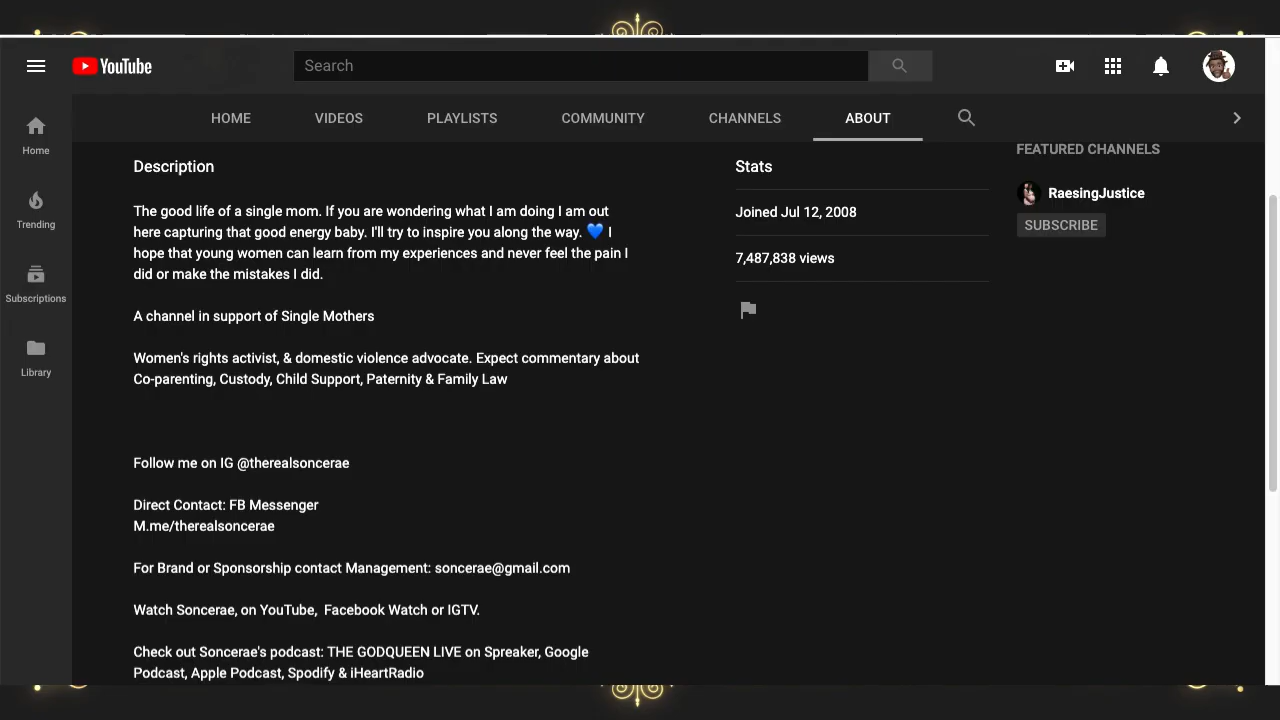 YouTube
Search
HOME VIDEOS PLAYLISTS COMMUNITY CHANNELS ABOUT
Home
Trending
Subscriptions
Library
Description
The good life of a single mom. If you are wondering what I am doing I am out
here capturing that good energy baby. I'll try to inspire you along the way. 💙 I
hope that young women can learn from my experiences and never feel the pain I
did or make the mistakes I did.
A channel in support of Single Mothers
Women's rights activist, & domestic violence advocate. Expect commentary about
Co-parenting, Custody, Child Support, Paternity & Family Law
Follow me on IG @therealsoncerae
Direct Contact: FB Messenger
M.me/therealsoncerae
For Brand or Sponsorship contact Management: soncerae@gmail.com
Watch Soncerae, on YouTube,  Facebook Watch or IGTV.
Check out Soncerae's podcast: THE GODQUEEN LIVE on Spreaker, Google
Podcast, Apple Podcast, Spodify & iHeartRadio
Stats
Joined Jul 12, 2008
7,487,838 views
FEATURED CHANNELS
RaesingJustice
SUBSCRIBE